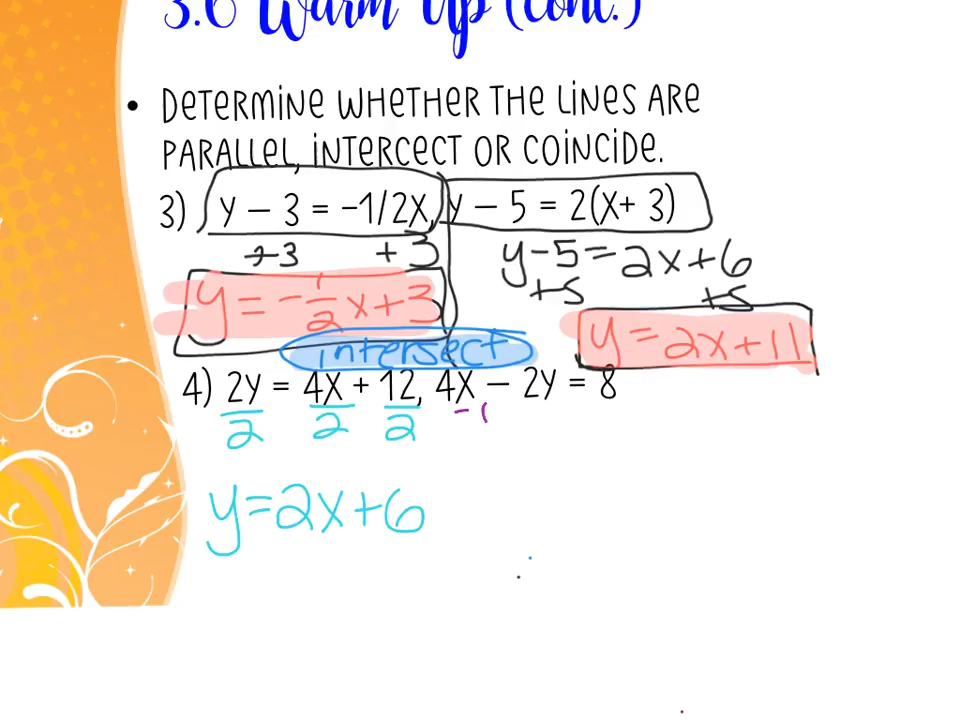 3.6 Warm Up (cont.)
• Determine whether the lines are
parallel, intercect or coincide.
3) y – 3 = -1/2x, y – 5 = 2(x+ 3)
+3 +3 y-5=2x+6
+5 +5
y = -1/2x+3 y=2x+11
intersect
4) 2y = 4x + 12, 4x – 2y = 8
2 2 2 -
y=2x+6